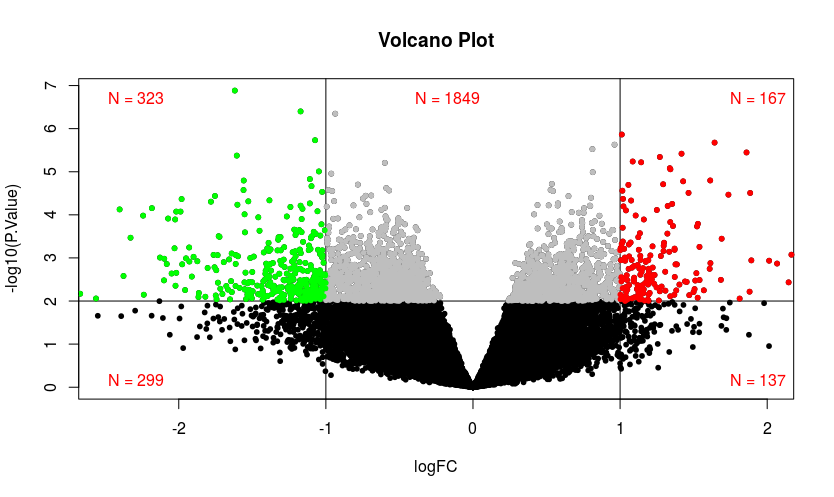 Volcano Plot
N = 323
N = 1849
N = 167
7
6
5
4
3
2
1
0
-log10(P.Value)
N = 299
N = 137
-2
-1
0
1
2
logFC